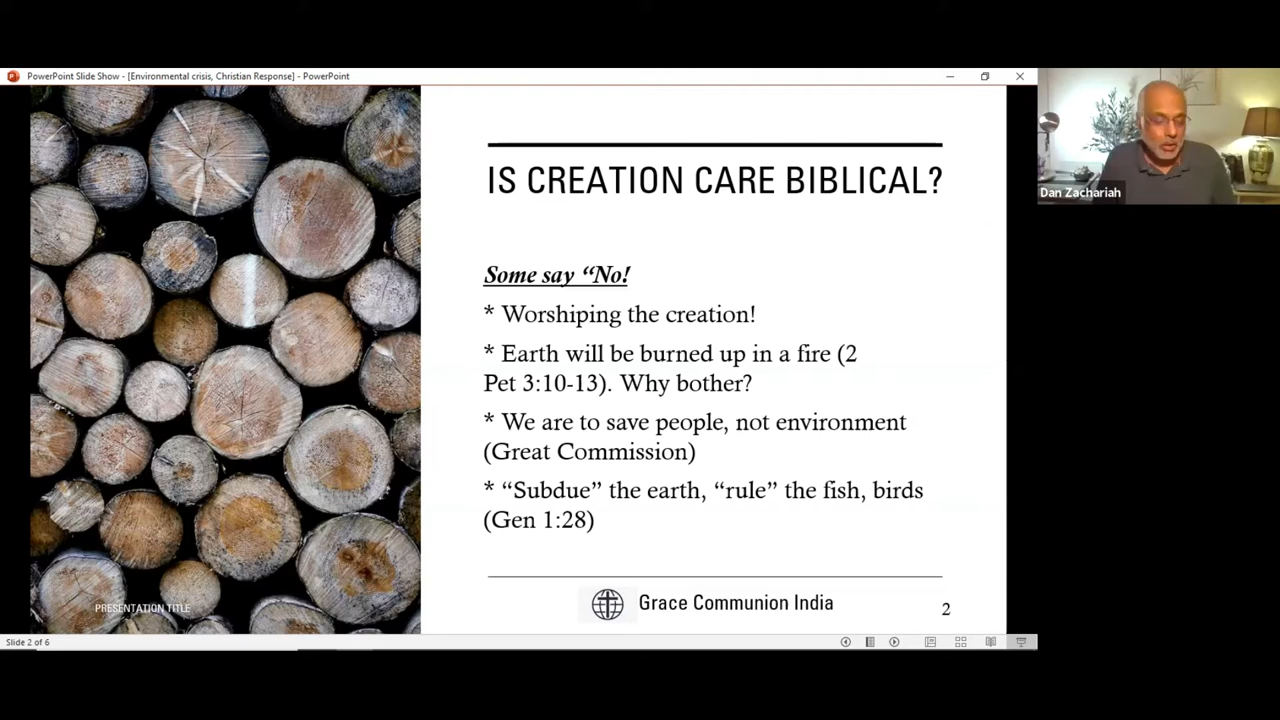 PowerPoint Slide Show - [Environmental crisis, Christian Response] - PowerPoint
Dan Zachariah
IS CREATION CARE BIBLICAL?
Some say “No!
* Worshiping the creation!
* Earth will be burned up in a fire (2
Pet 3:10-13). Why bother?
* We are to save people, not environment
(Great Commission)
* “Subdue” the earth, “rule” the fish, birds
(Gen 1:28)
PRESENTATION TITLE
Grace Communion India
2
Slide 2 of 6